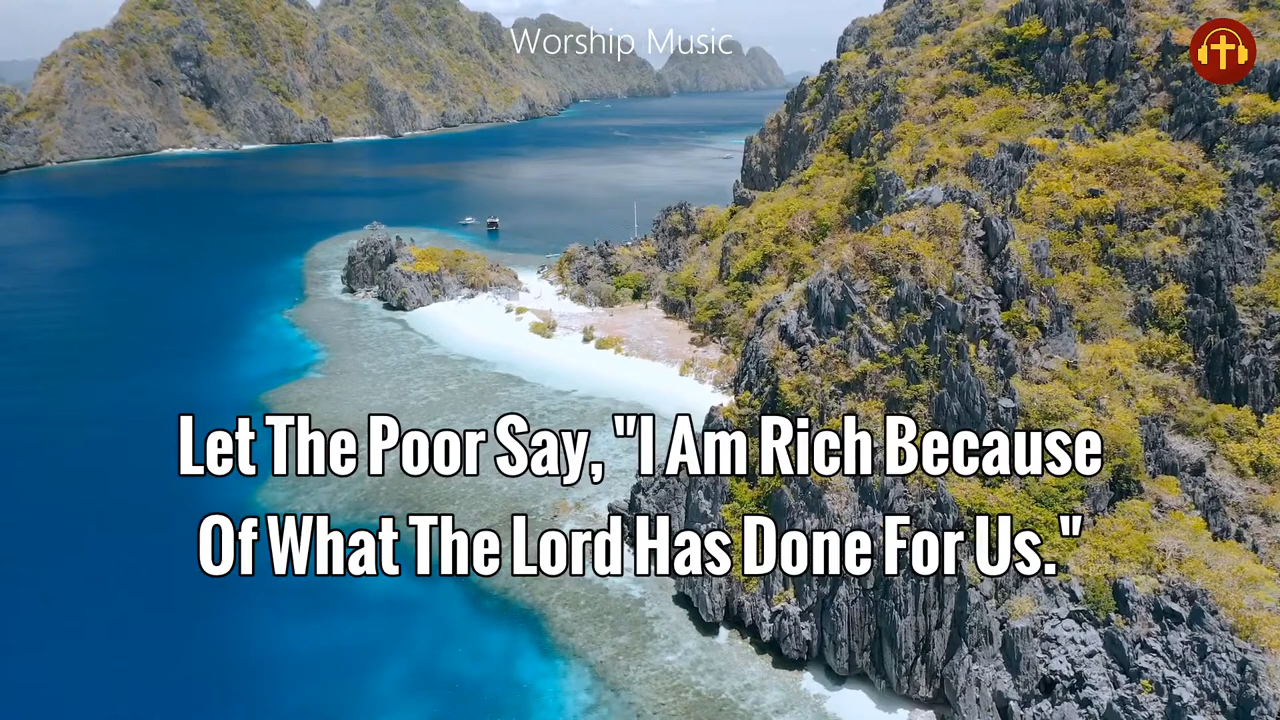 Worship Music
Let The Poor Say, "I Am Rich Because
Of What The Lord Has Done For Us."